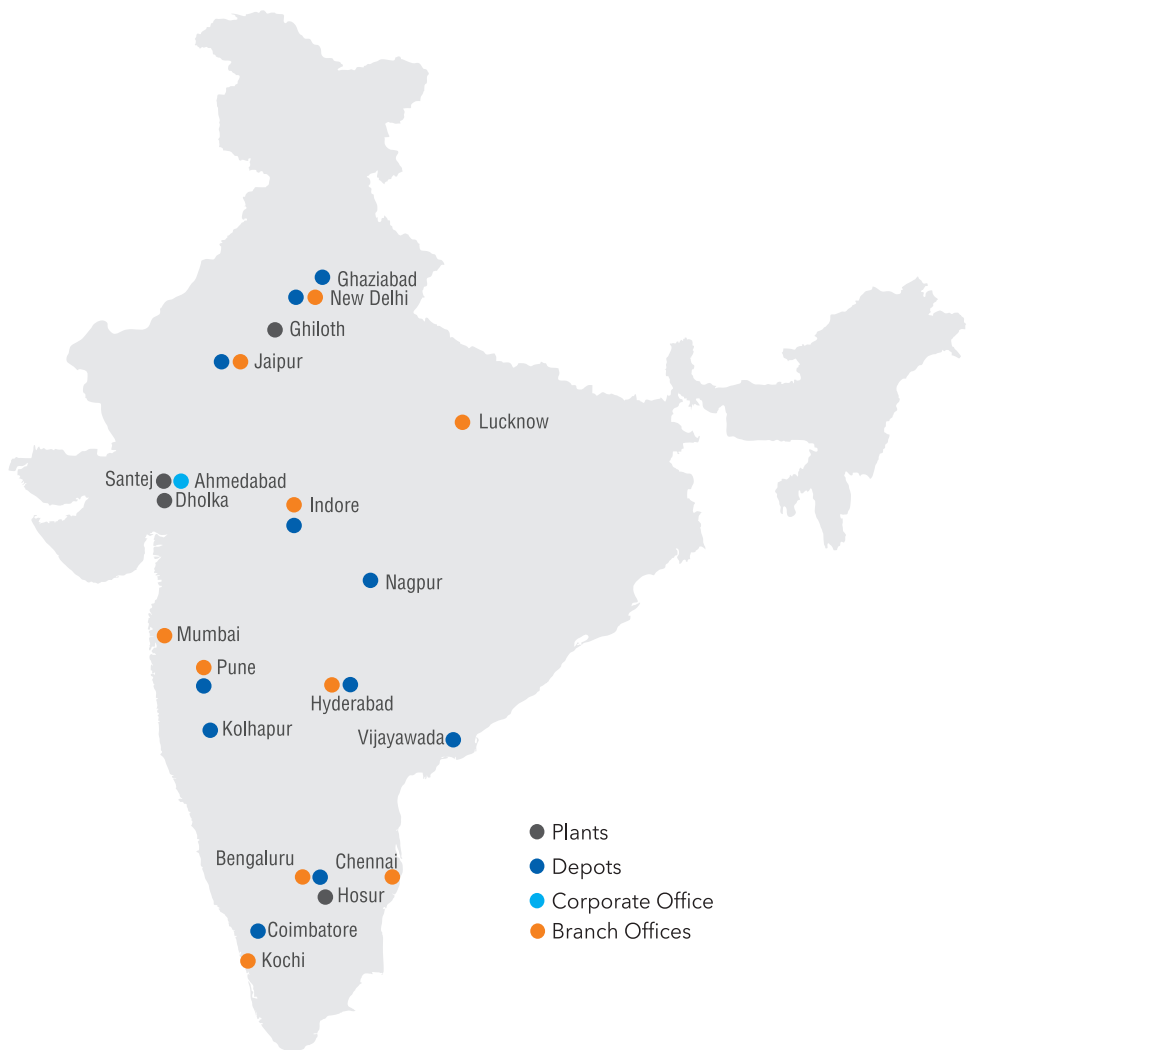 Ghaziabad
New Delhi
Ghiloth
Jaipur
Lucknow
Santej
Ahmedabad
Dholka
Indore
Nagpur
Mumbai
Pune
Hyderabad
Kolhapur
Vijayawada
Plants
Bengaluru
Chennai
Depots
Hosur
Corporate Office
Coimbatore
Branch Offices
Kochi